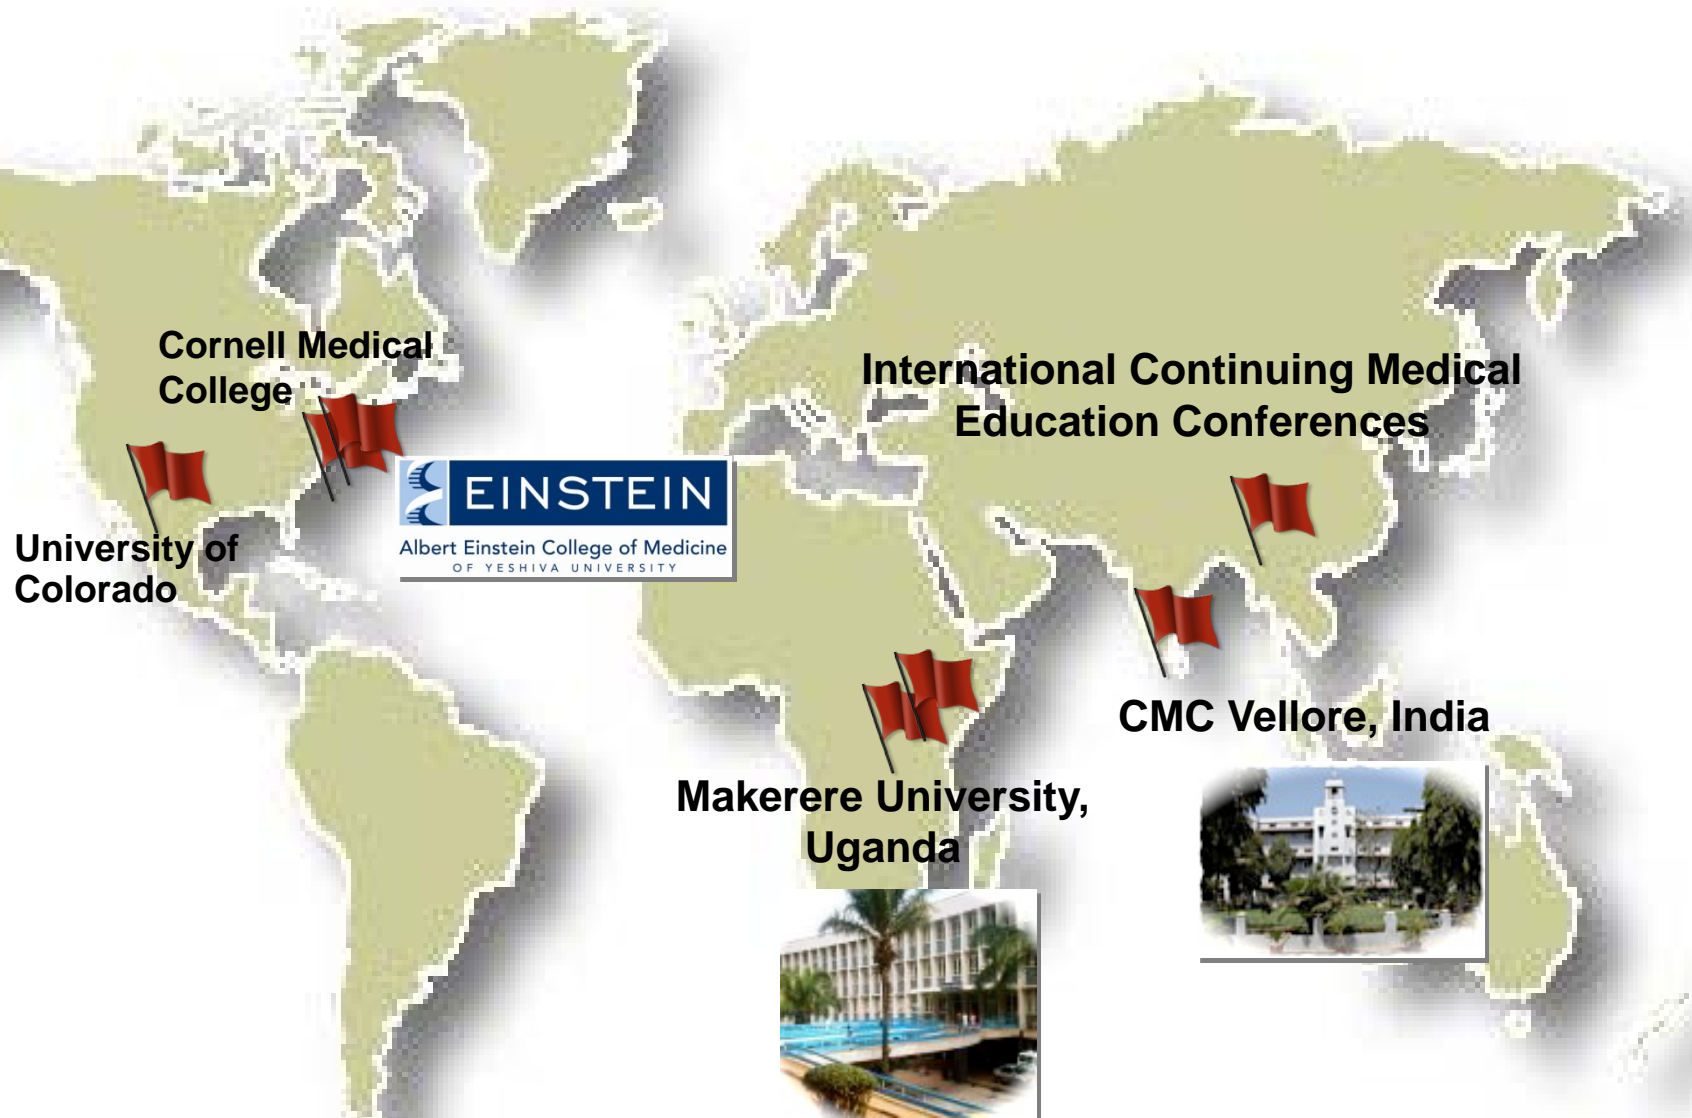 Cornell Medical
College
International Continuing Medical
Education Conferences
EINSTEIN
Albert Einstein College of Medicine
OF YESHIVA UNIVERSITY
University of
Colorado
CMC Vellore, India
Makerere University,
Uganda